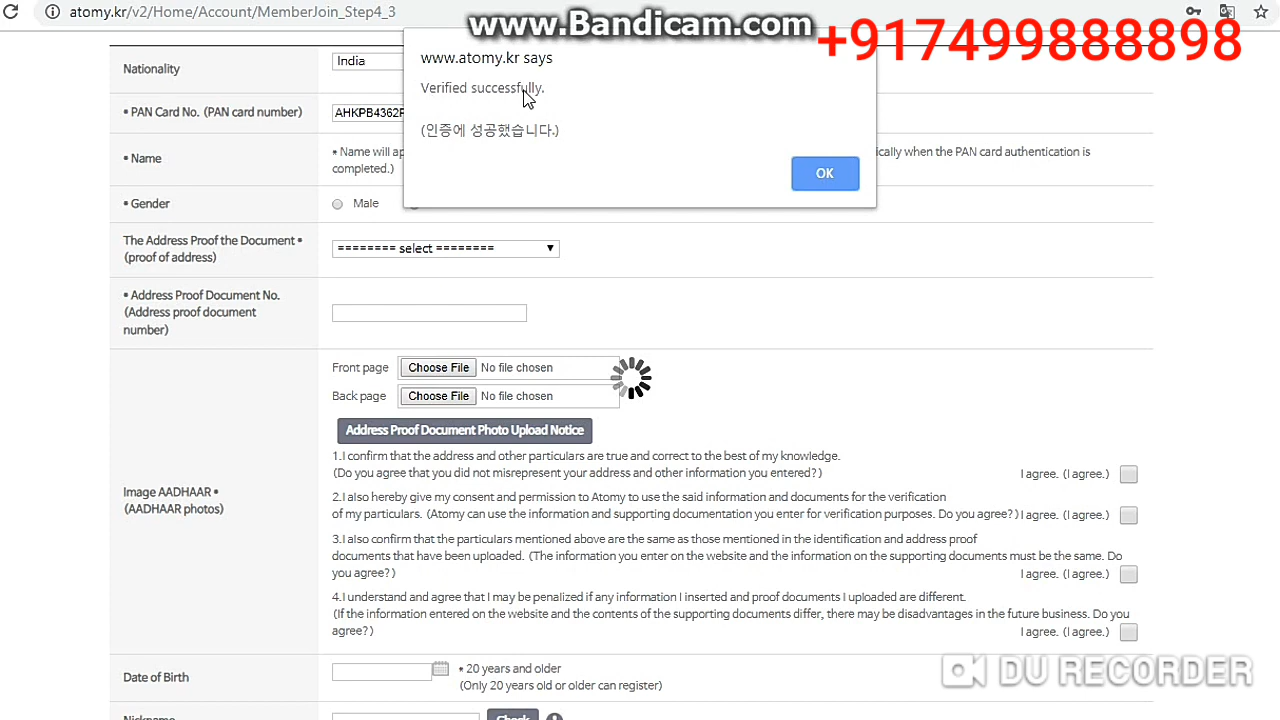 atomy.kr/v2/Home/Account/MemberJoin_Step4_3
www.Bandicam.com
+917499888898
www.atomy.kr says
Verified successfully.
(인증에 성공했습니다.)
OK
Nationality
India
• PAN Card No. (PAN card number)
AHKPB4362
• Name
* Name will ap
ically when the PAN card authentication is
completed.)
• Gender
Male
The Address Proof the Document •
(proof of address)
======== select ========
• Address Proof Document No.
(Address proof document
number)
Front page
Choose File
No file chosen
Back page
Choose File
No file chosen
Address Proof Document Photo Upload Notice
Image AADHAAR •
(AADHAAR photos)
1.I confirm that the address and other particulars are true and correct to the best of my knowledge.
(Do you agree that you did not misrepresent your address and other information you entered?)
I agree. (I agree.)
2.I also hereby give my consent and permission to Atomy to use the said information and documents for the verification
of my particulars. (Atomy can use the information and supporting documentation you enter for verification purposes. Do you agree?)
I agree. (I agree.)
3.I also confirm that the particulars mentioned above are the same as those mentioned in the identification and address proof
documents that have been uploaded. (The information you enter on the website and the information on the supporting documents must be the same. Do
you agree?)
I agree. (I agree.)
4.I understand and agree that I may be penalized if any information I inserted and proof documents I uploaded are different.
(If the information entered on the website and the contents of the supporting documents differ, there may be disadvantages in the future business. Do you
agree?)
I agree. (I agree.)
Date of Birth
* 20 years and older
(Only 20 years old or older can register)
DU RECORDER
Nickname
Check